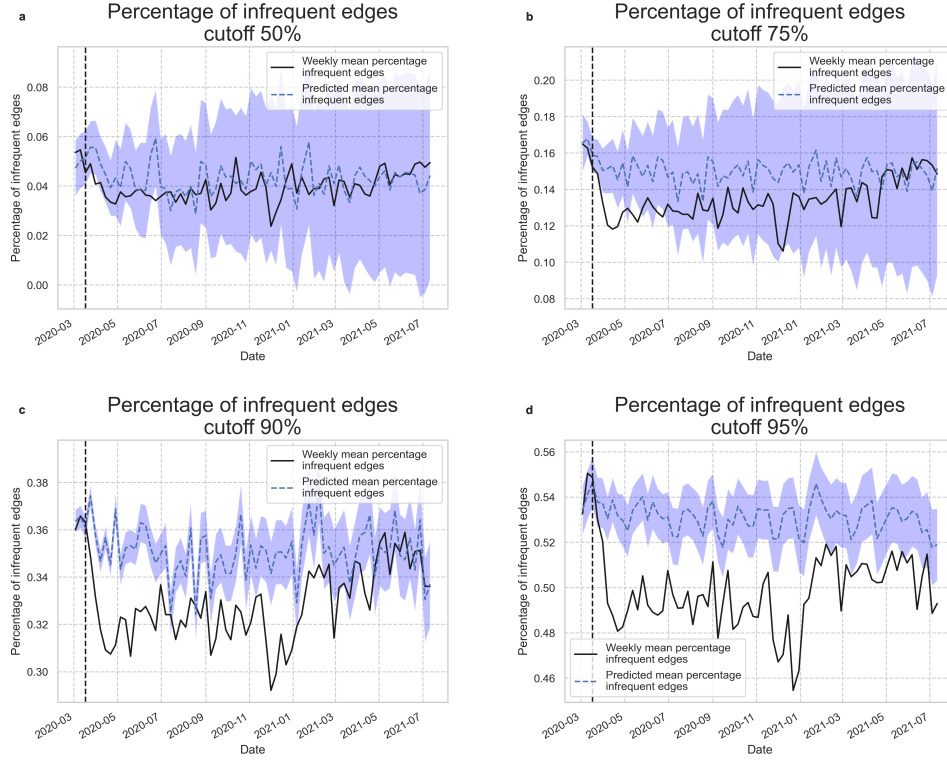 a
Percentage of infrequent edges
cutoff 50%
Weekly mean percentage
infrequent edges
Predicted mean percentage
infrequent edges
Percentage of infrequent edges
0.08
0.06
0.04
0.02
0.00
2020-03
2020-05
2020-07
2020-09
2020-11
2021-01
2021-03
2021-05
2021-07
Date
b
Percentage of infrequent edges
cutoff 75%
Weekly mean percentage
infrequent edges
Predicted mean percentage
infrequent edges
Percentage of infrequent edges
0.20
0.18
0.16
0.14
0.12
0.10
0.08
2020-03
2020-05
2020-07
2020-09
2020-11
2021-01
2021-03
2021-05
2021-07
Date
c
Percentage of infrequent edges
cutoff 90%
Weekly mean percentage
infrequent edges
Predicted mean percentage
infrequent edges
Percentage of infrequent edges
0.38
0.36
0.34
0.32
0.30
2020-03
2020-05
2020-07
2020-09
2020-11
2021-01
2021-03
2021-05
2021-07
Date
d
Percentage of infrequent edges
cutoff 95%
Percentage of infrequent edges
0.56
0.54
0.52
0.50
0.48
0.46
Weekly mean percentage
infrequent edges
Predicted mean percentage
infrequent edges
2020-03
2020-05
2020-07
2020-09
2020-11
2021-01
2021-03
2021-05
2021-07
Date